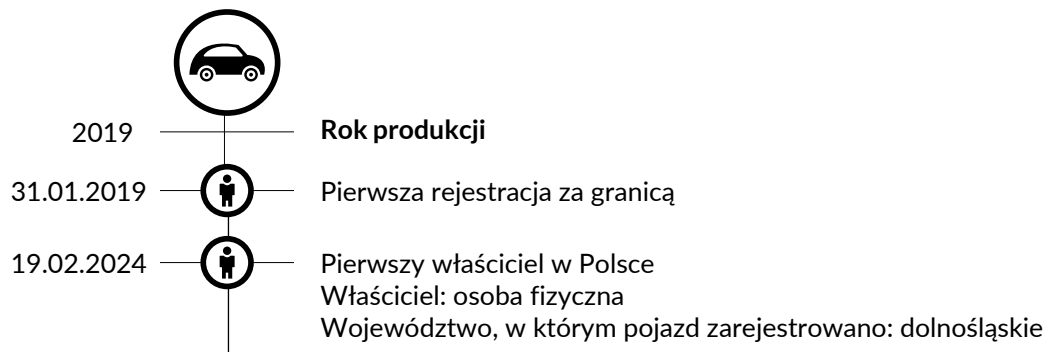 2019 Rok produkcji
31.01.2019 Pierwsza rejestracja za granicą
19.02.2024 Pierwszy właściciel w Polsce
Właściciel: osoba fizyczna
Województwo, w którym pojazd zarejestrowano: dolnośląskie